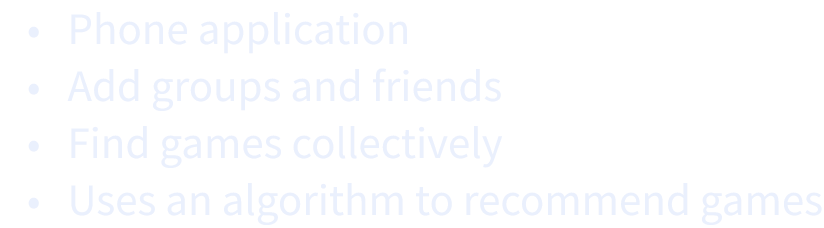 • Phone application
• Add groups and friends
• Find games collectively
• Uses an algorithm to recommend games